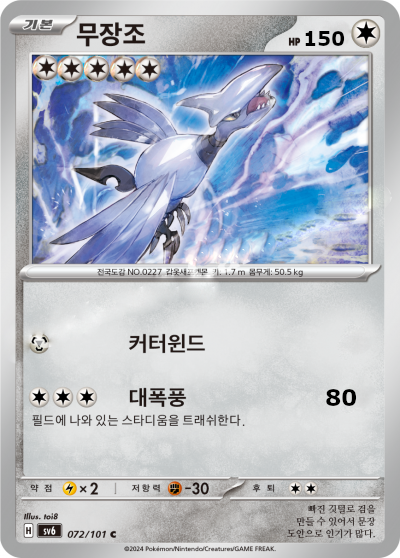 기본 무장조 HP 150
전국도감 NO.0227 갑옷새포켓몬 키: 1.7 m 몸무게: 50.5 kg
커터윈드
대폭풍 80
필드에 나와 있는 스타디움을 트래쉬한다.
약점 ×2 저항력 -30 후퇴
Illus. toi8
H sv6 072/101 C
빠진 깃털로 검을
만들 수 있어서 문장
도안으로 인기가 많다.
©2024 Pokémon/Nintendo/Creatures/GAME FREAK.